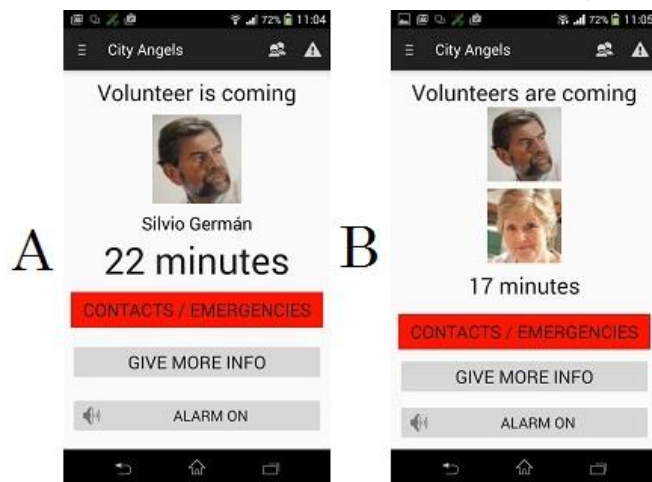 72% 11:04
City Angels
Volunteer is coming
Silvio Germán
22 minutes
CONTACTS / EMERGENCIES
GIVE MORE INFO
ALARM ON
A
72% 11:05
City Angels
Volunteers are coming
17 minutes
CONTACTS / EMERGENCIES
GIVE MORE INFO
ALARM ON
B